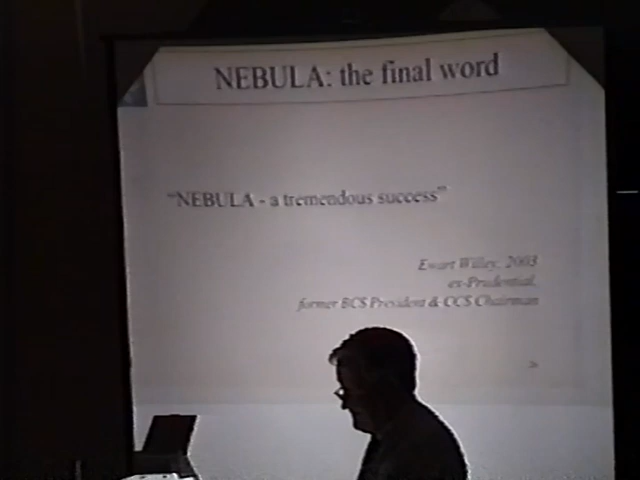 NEBULA: the final word
"NEBULA - a tremendous success"
Ewart Willey, 2003
ex-Prudential,
former BCS President & CCS Chairman
>>